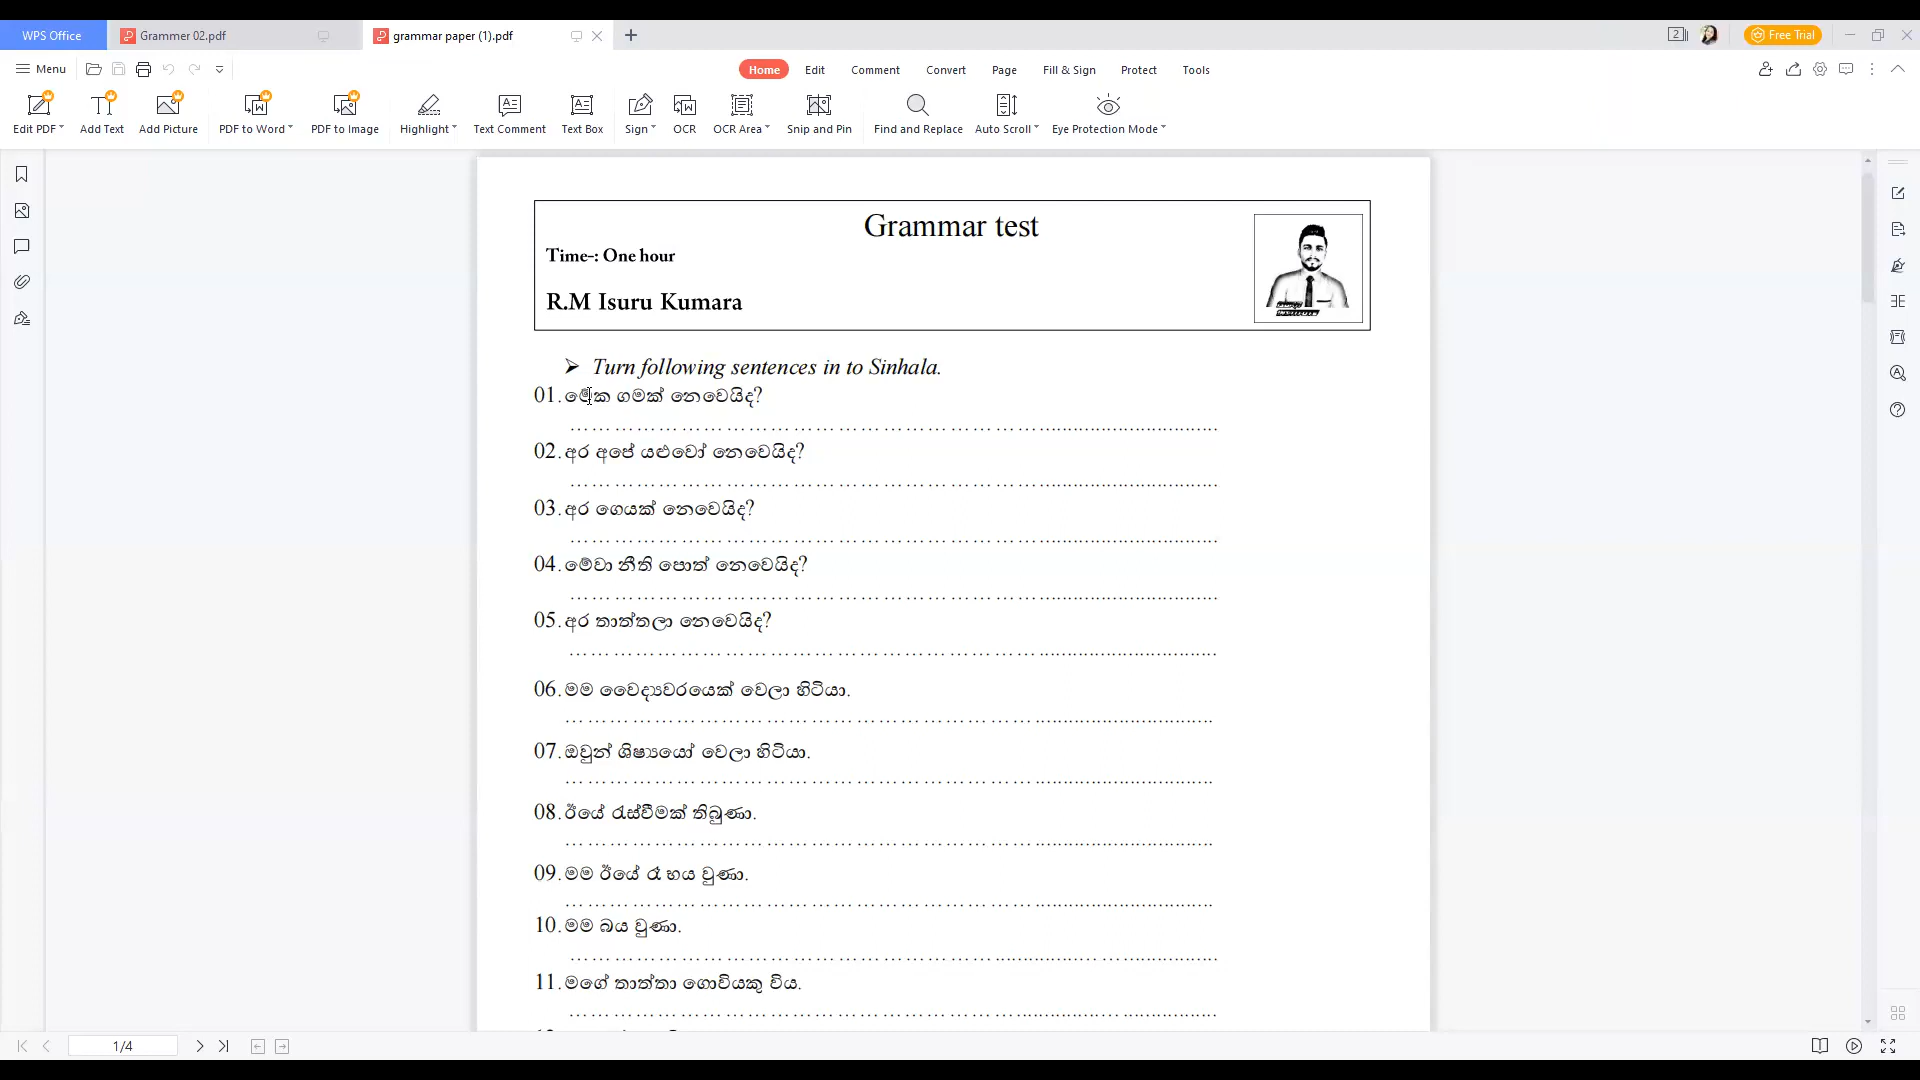 WPS Office
Grammer 02.pdf
grammar paper (1).pdf
2
Free Trial
Menu
Home
Edit
Comment
Convert
Page
Fill & Sign
Protect
Tools
Edit PDF
Add Text
Add Picture
PDF to Word
PDF to Image
Highlight
Text Comment
Text Box
Sign
OCR
OCR Area
Snip and Pin
Find and Replace
Auto Scroll
Eye Protection Mode
Grammar test
Time-: One hour
R.M Isuru Kumara
➢ Turn following sentences in to Sinhala.
01. මේක ගමක් නෙවෙයිද?
02. අර අපේ යළුවෝ නෙවෙයිද?
03. අර ගෙයක් නෙවෙයිද?
04. මේවා නීති පොත් නෙවෙයිද?
05. අර තාත්තලා නෙවෙයිද?
06. මම වෛද්‍යවරයෙක් වෙලා හිටියා.
07. ඔවුන් ශිෂ්‍යයෝ වෙලා හිටියා.
08. ඊයේ රැස්වීමක් තිබුණා.
09. මම ඊයේ රෑ භය වුණා.
10. මම බය වුණා.
11. මගේ තාත්තා ගොවියකු විය.
1/4